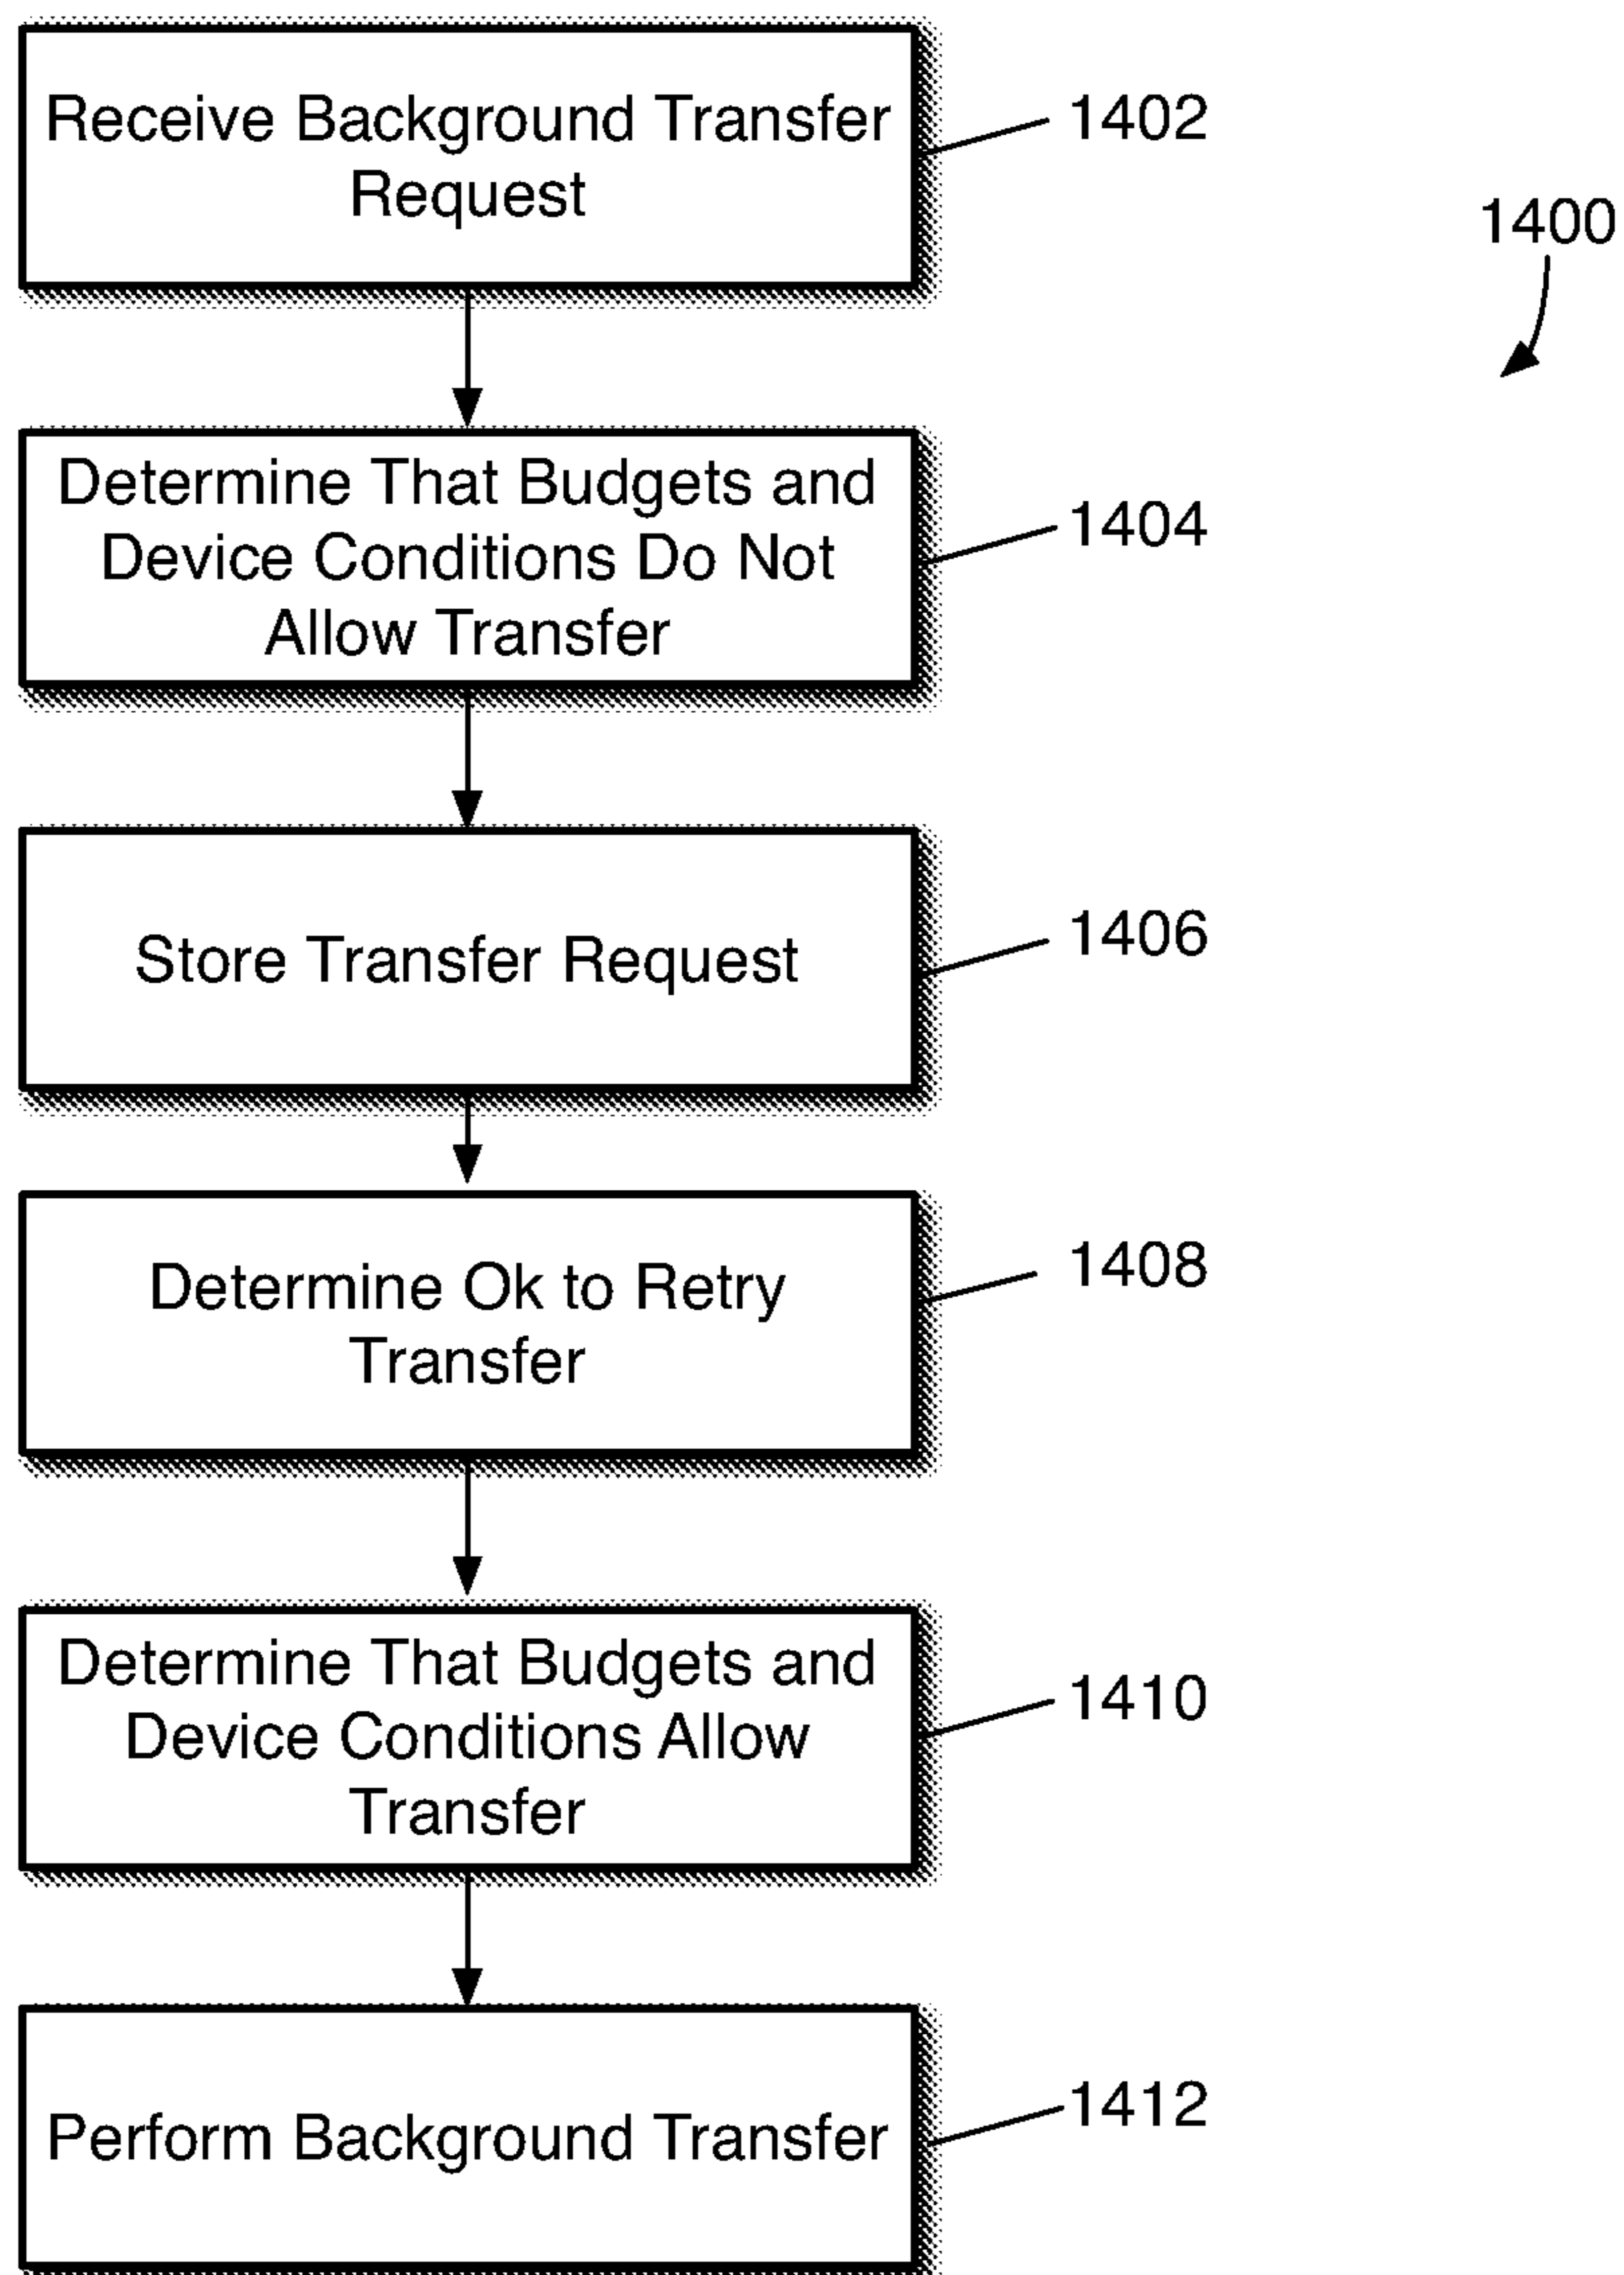 Receive Background Transfer
Request
1402
1400
Determine That Budgets and
Device Conditions Do Not
Allow Transfer
1404
Store Transfer Request
1406
Determine Ok to Retry
Transfer
1408
Determine That Budgets and
Device Conditions Allow
Transfer
1410
Perform Background Transfer
1412